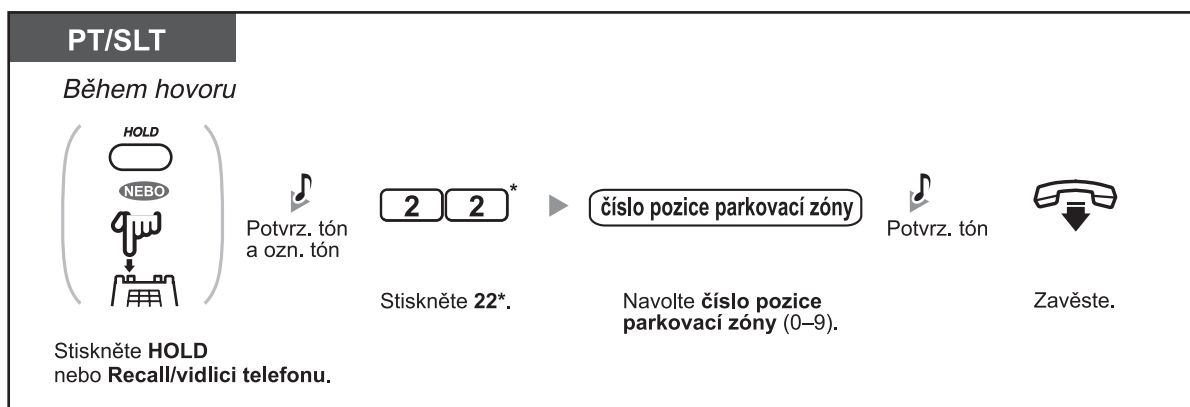 PT/SLT
Během hovoru
HOLD
NEBO
Potvrz. tón
a ozn. tón
2 2*
číslo pozice parkovací zóny
Potvrz. tón
Stiskněte 22*.
Navolte číslo pozice
parkovací zóny (0–9).
Zavěste.
Stiskněte HOLD
nebo Recall/vidlici telefonu.